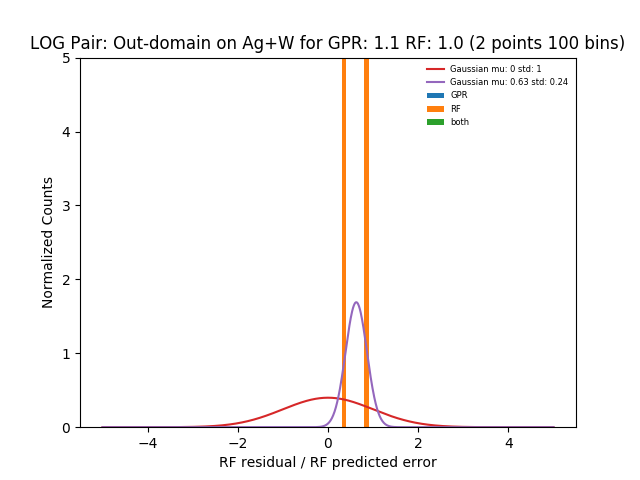 LOG Pair: Out-domain on Ag+W for GPR: 1.1 RF: 1.0 (2 points 100 bins)
Gaussian mu: 0 std: 1
Gaussian mu: 0.63 std: 0.24
GPR
RF
both
Normalized Counts
5
4
3
2
1
0
−4 −2 0 2 4
RF residual / RF predicted error